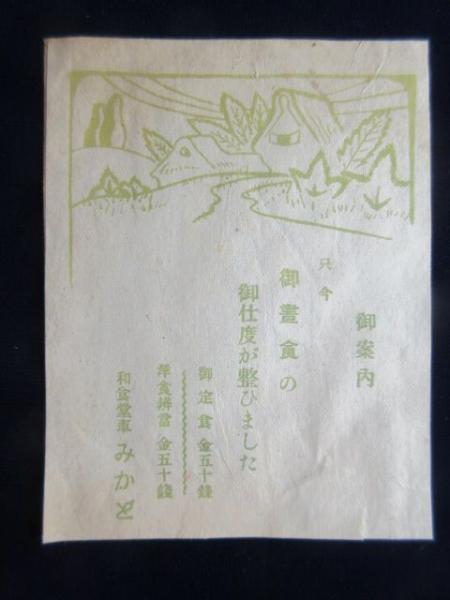 御案内
只今
御晝食の
御仕度が整ひました
御定食金五十錢
洋食辨當金五十錢
和食堂車みかど